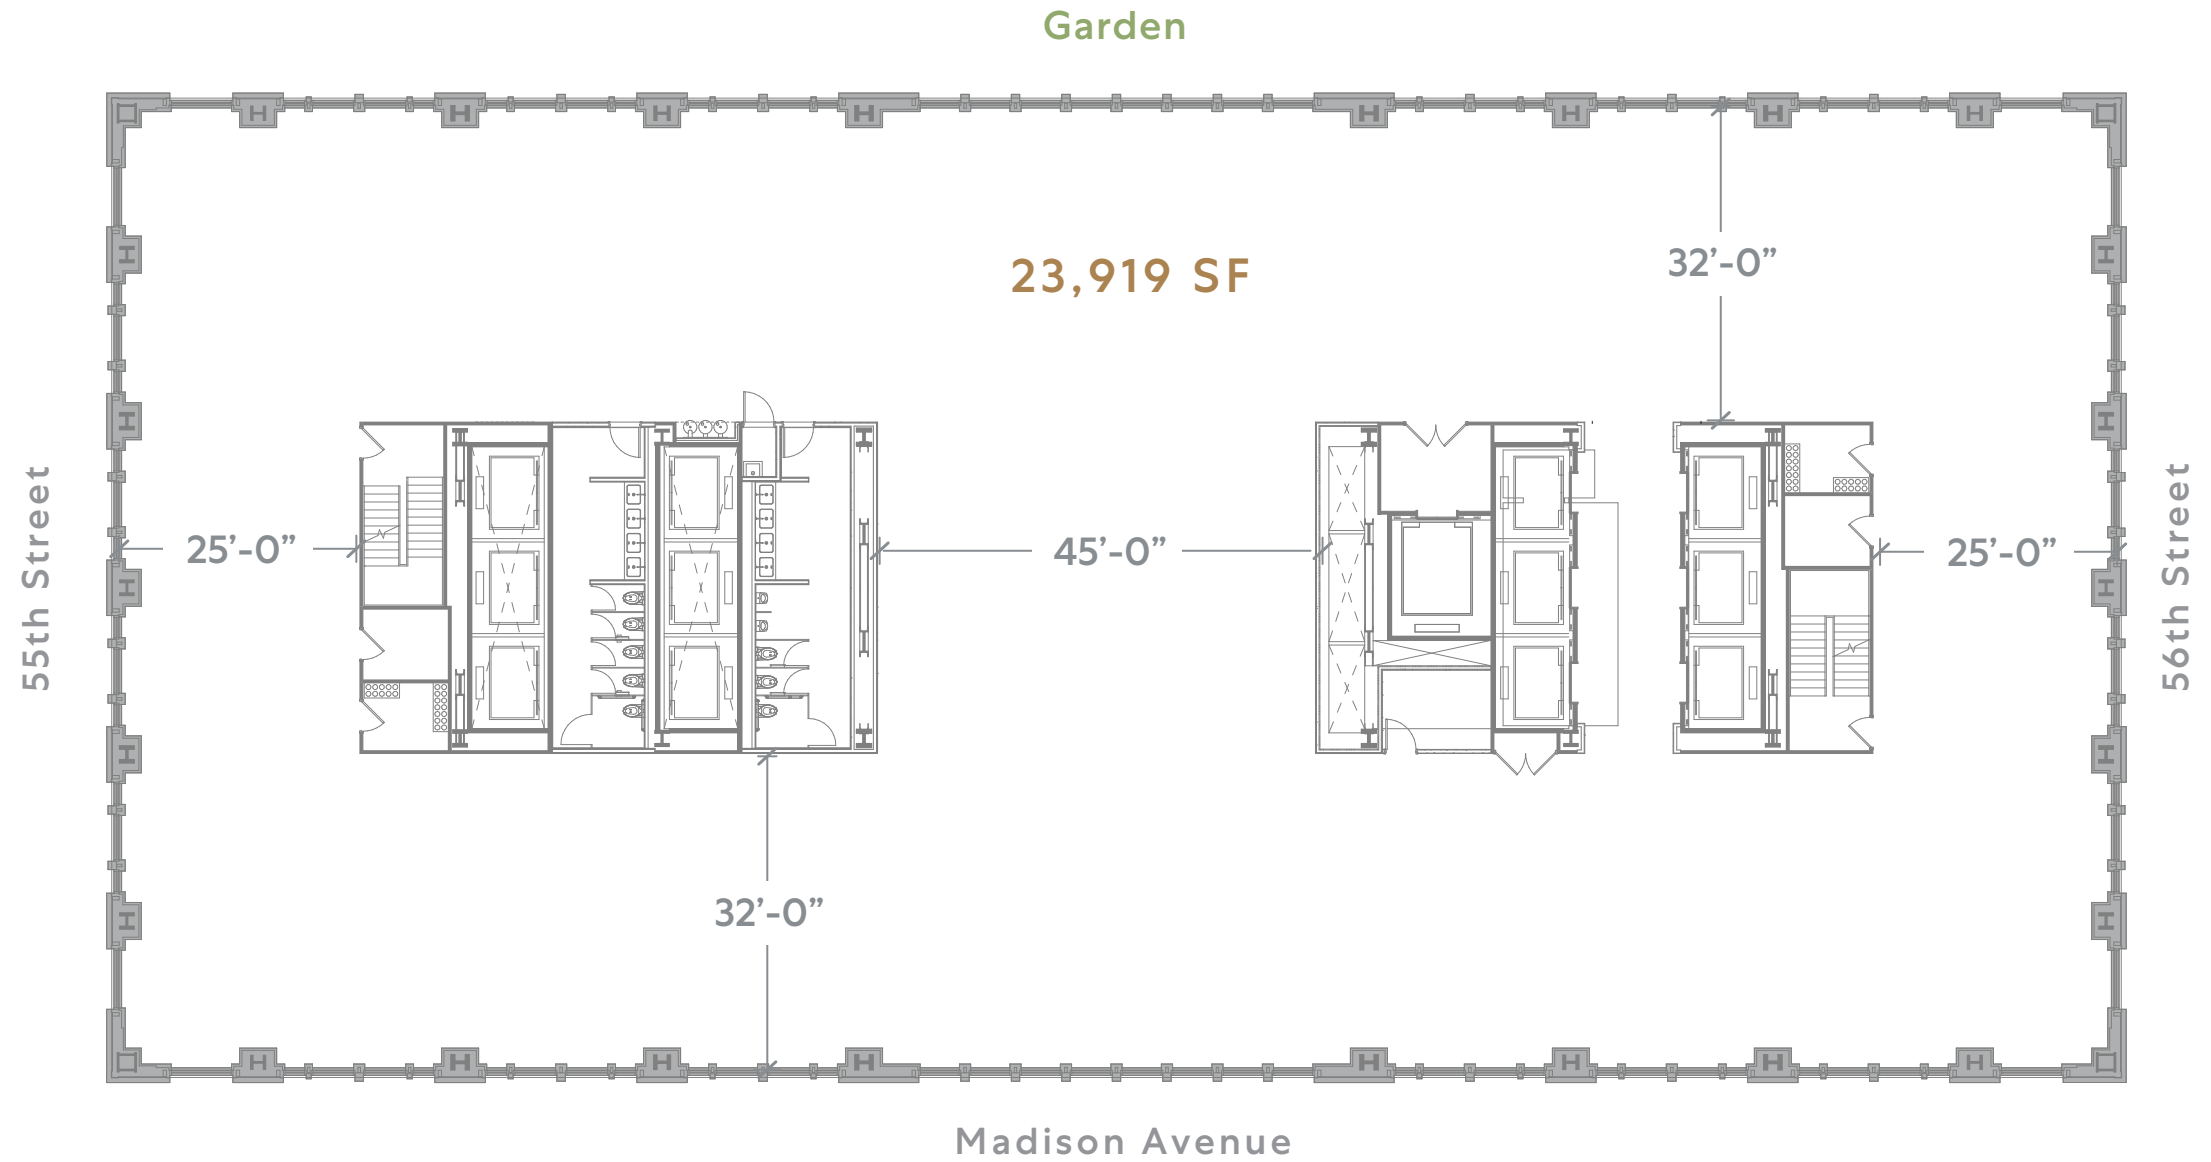 Garden
23,919 SF
32’-0”
55th Street
25’-0”
45’-0”
25’-0”
56th Street
32’-0”
Madison Avenue